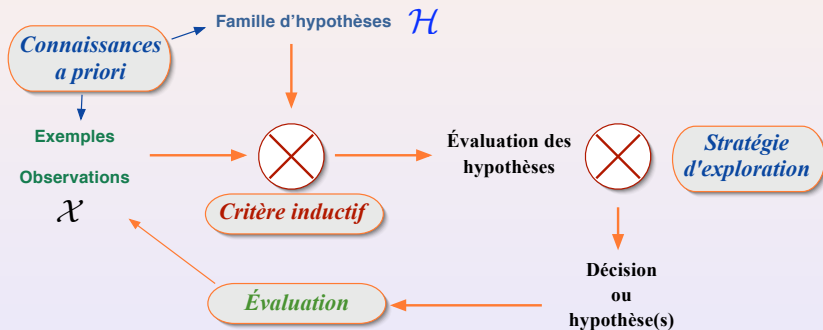 Famille d'hypothèses ℋ
Connaissances
a priori
Exemples
Observations
𝒳
Critère inductif
Évaluation des
hypothèses
Stratégie
d'exploration
Décision
ou
hypothèse(s)
Évaluation